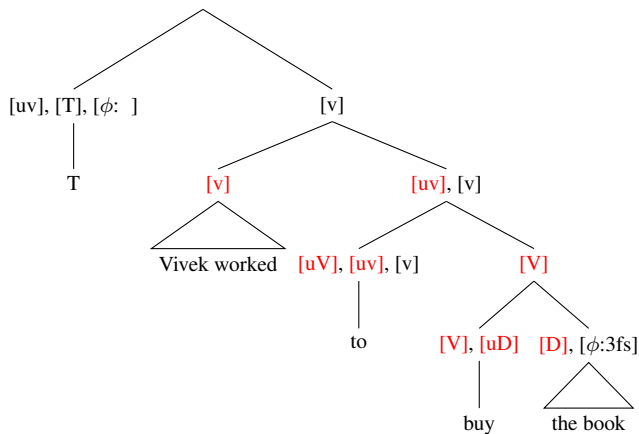 [uv], [T], [ϕ: ]
[v]
T
[v]
[uv], [v]
Vivek worked
[uV], [uv], [v]
[V]
to
[V], [uD]
[D], [ϕ:3fs]
buy
the book